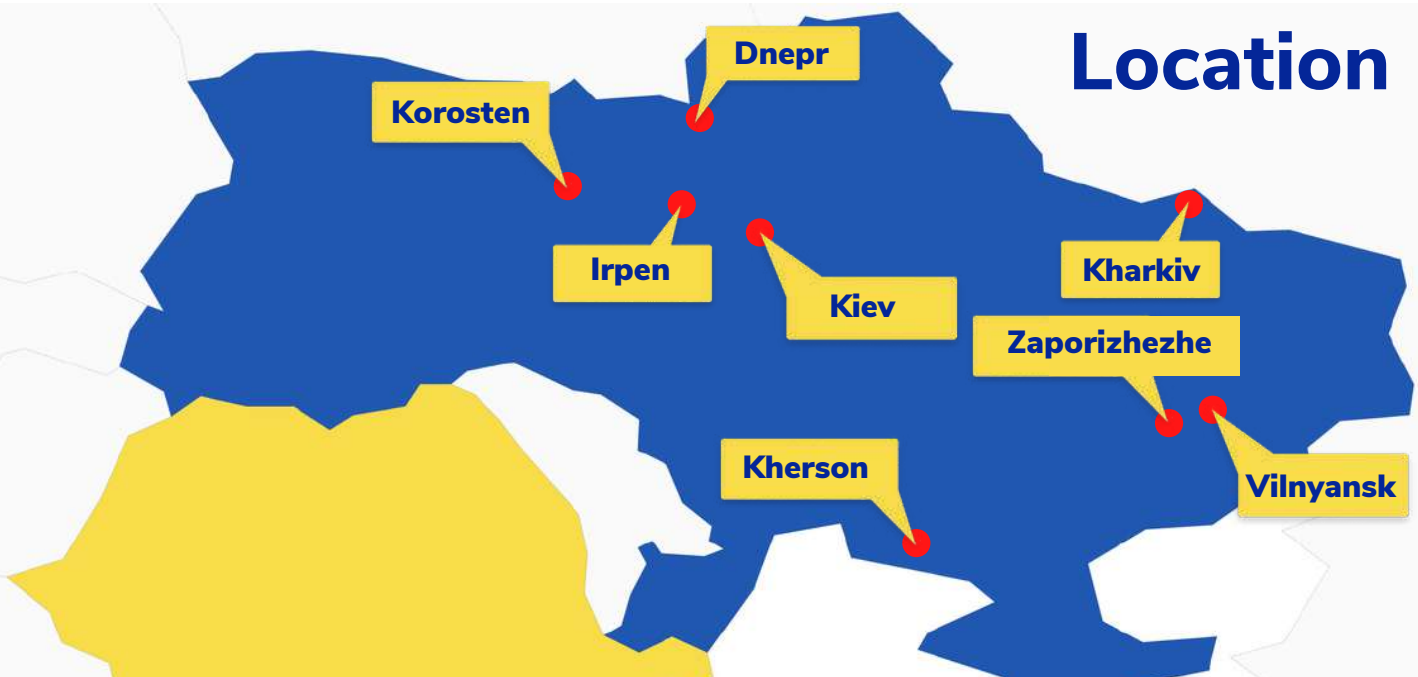 Location
Dnepr
Korosten
Irpen
Kiev
Kharkiv
Zaporizhezhe
Kherson
Vilnyansk